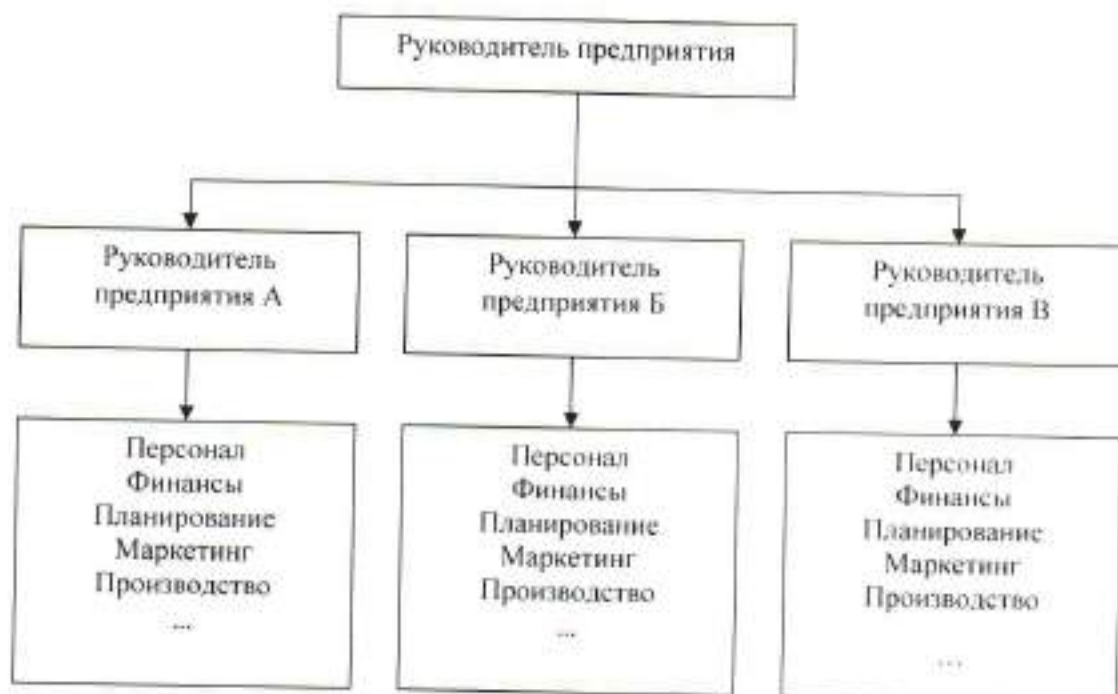 Руководитель предприятия
Руководитель
предприятия А
Руководитель
предприятия Б
Руководитель
предприятия В
Персонал
Финансы
Планирование
Маркетинг
Производство
...
Персонал
Финансы
Планирование
Маркетинг
Производство
...
Персонал
Финансы
Планирование
Маркетинг
Производство
...